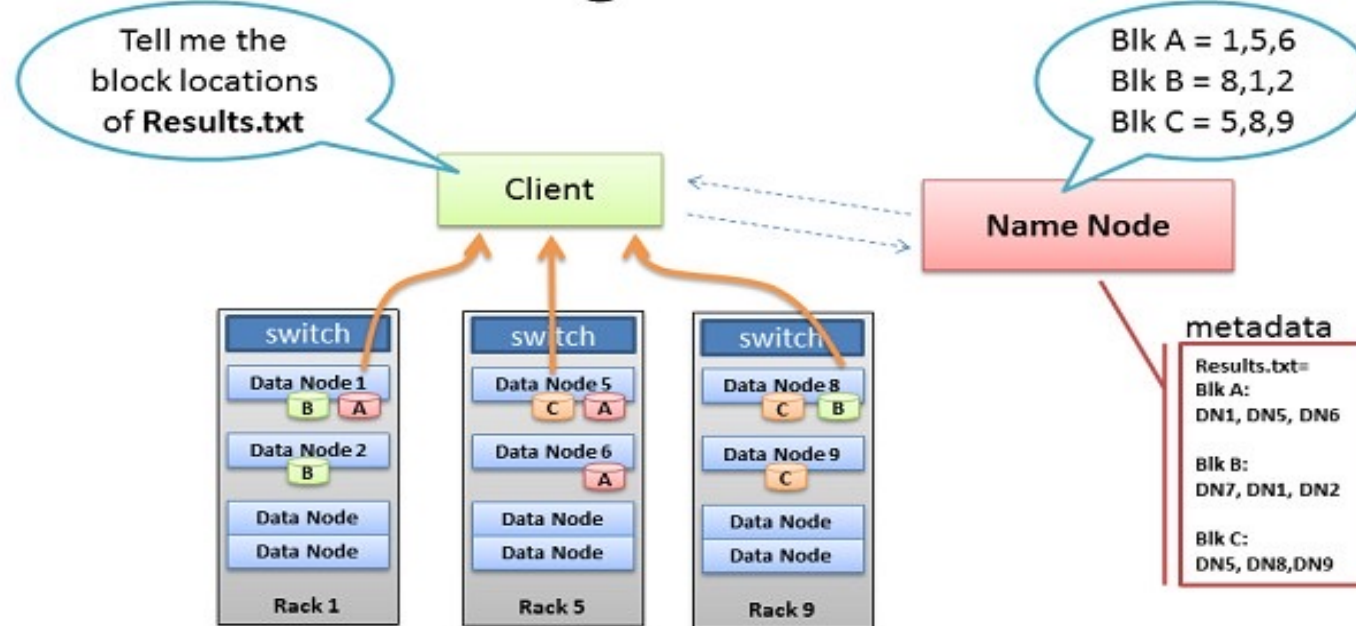 Tell me the
block locations
of Results.txt
Blk A = 1,5,6
Blk B = 8,1,2
Blk C = 5,8,9
Client
Name Node
switch
Data Node 1
B A
Data Node 2
B
Data Node
Data Node
Rack 1
switch
Data Node 5
C A
Data Node 6
A
Data Node
Data Node
Rack 5
switch
Data Node 8
C B
Data Node 9
C
Data Node
Data Node
Rack 9
metadata
Results.txt=
Blk A:
DN1, DN5, DN6
Blk B:
DN7, DN1, DN2
Blk C:
DN5, DN8,DN9